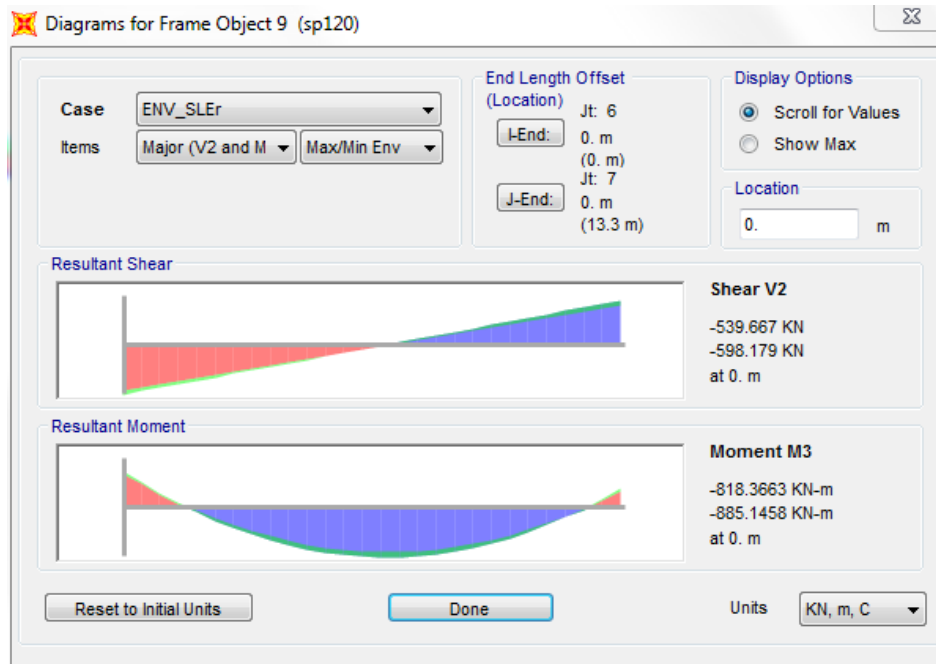 Diagrams for Frame Object 9 (sp120)
Case
ENV_SLEr
Items
Major (V2 and M
Max/Min Env
End Length Offset
(Location)
I-End:
Jt: 6
0. m
(0. m)
J-End:
Jt: 7
0. m
(13.3 m)
Display Options
Scroll for Values
Show Max
Location
0.
m
Resultant Shear
Shear V2
-539.667 KN
-598.179 KN
at 0. m
Resultant Moment
Moment M3
-818.3663 KN-m
-885.1458 KN-m
at 0. m
Reset to Initial Units
Done
Units
KN, m, C